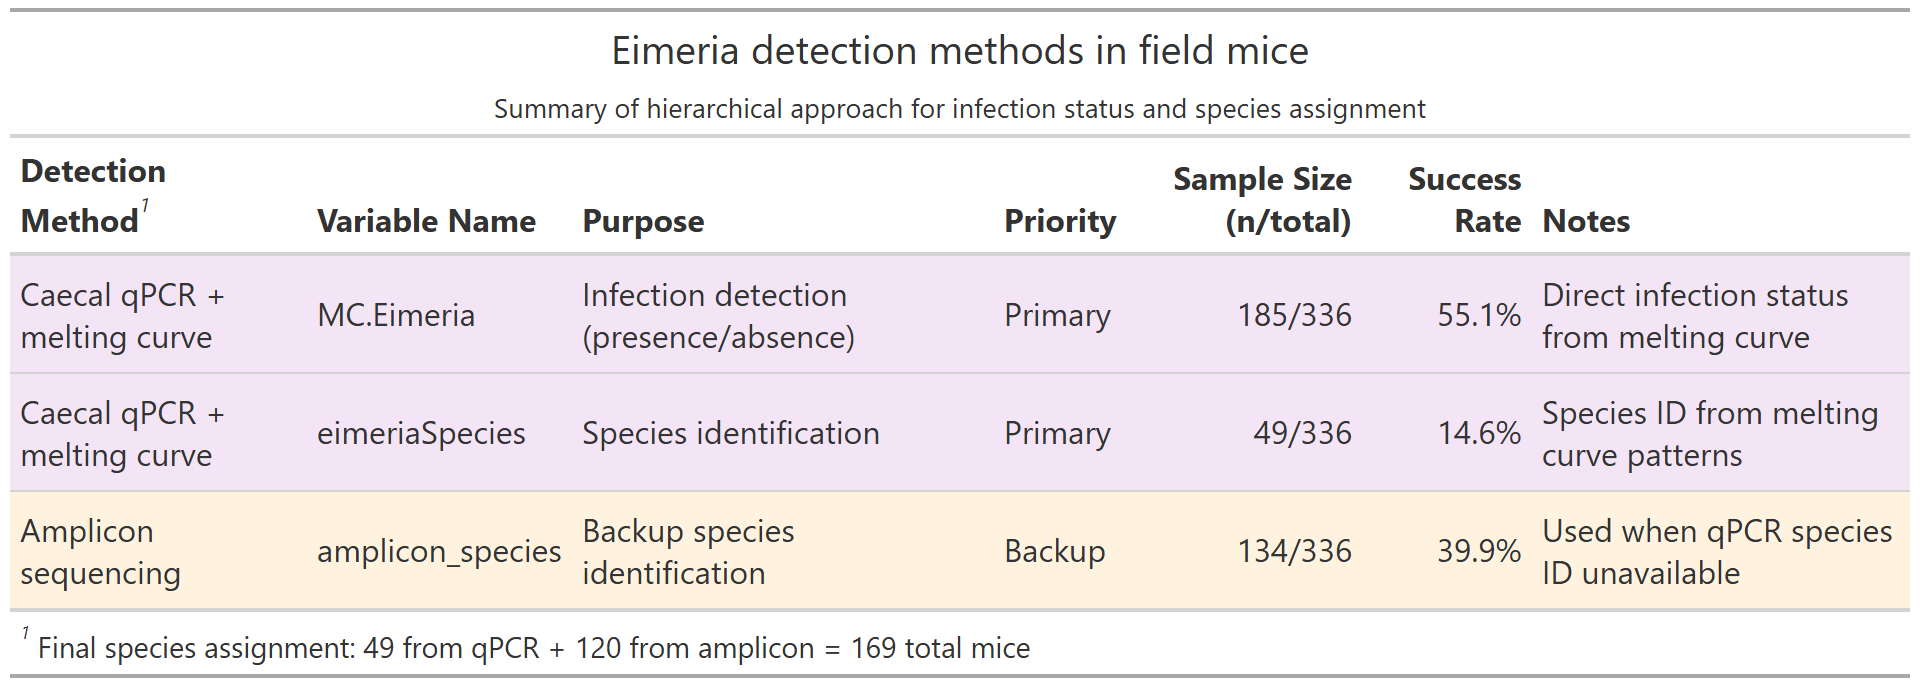 Eimeria detection methods in field mice
Summary of hierarchical approach for infection status and species assignment
Detection Method¹ Variable Name Purpose Priority Sample Size (n/total) Success Rate Notes
Caecal qPCR + melting curve MC.Eimeria Infection detection (presence/absence) Primary 185/336 55.1% Direct infection status from melting curve
Caecal qPCR + melting curve eimeriaSpecies Species identification Primary 49/336 14.6% Species ID from melting curve patterns
Amplicon sequencing amplicon_species Backup species identification Backup 134/336 39.9% Used when qPCR species ID unavailable
¹ Final species assignment: 49 from qPCR + 120 from amplicon = 169 total mice